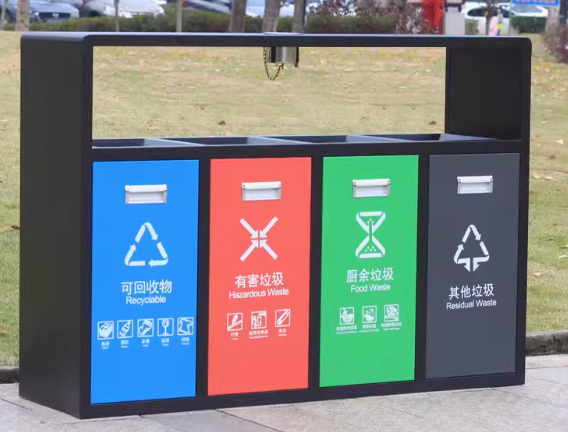 可回收物
Recyclable
有害垃圾
Hazardous Waste
厨余垃圾
Food Waste
其他垃圾
Residual Waste